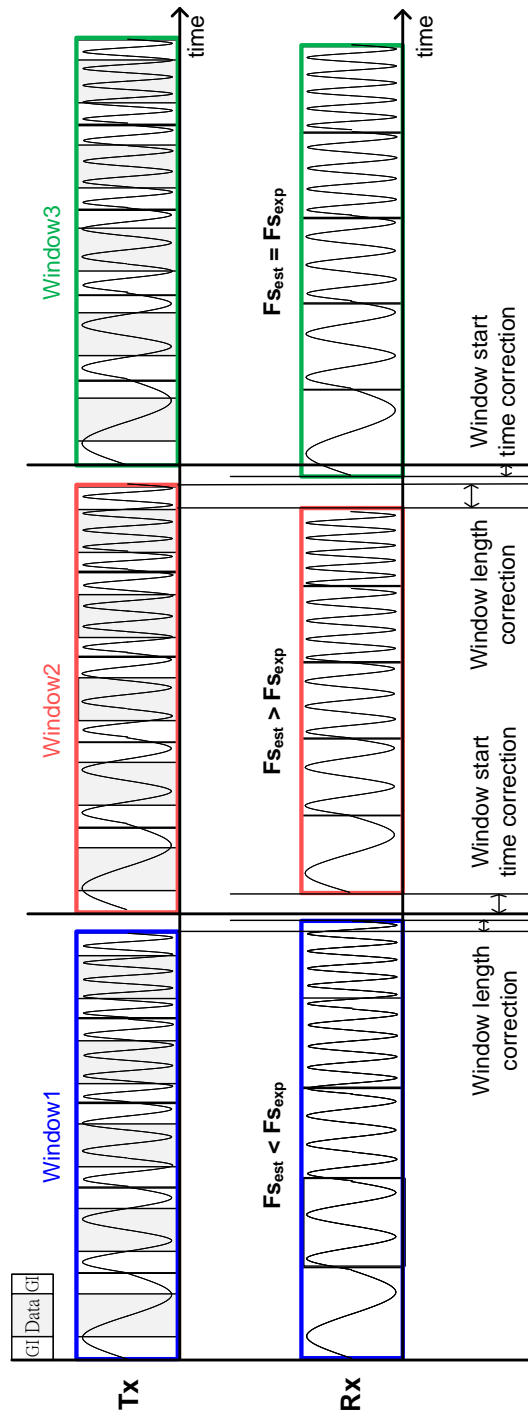 GI Data GI
Window1
Window2
Window3
Tx
time
Fs_est < Fs_exp
Fs_est > Fs_exp
Fs_est = Fs_exp
Rx
time
Window length
correction
Window start
time correction
Window length
correction
Window start
time correction